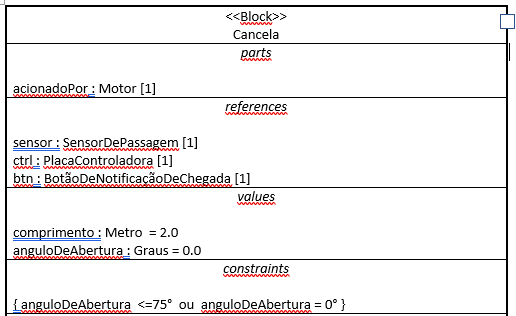 <<Block>>
Cancela
parts
acionadoPor : Motor [1]
references
sensor : SensorDePassagem [1]
ctrl : PlacaControladora [1]
btn : BotãoDeNotificaçãoDeChegada [1]
values
comprimento : Metro  = 2.0
anguloDeAbertura : Graus = 0.0
constraints
{ anguloDeAbertura  <=75°  ou  anguloDeAbertura = 0° }